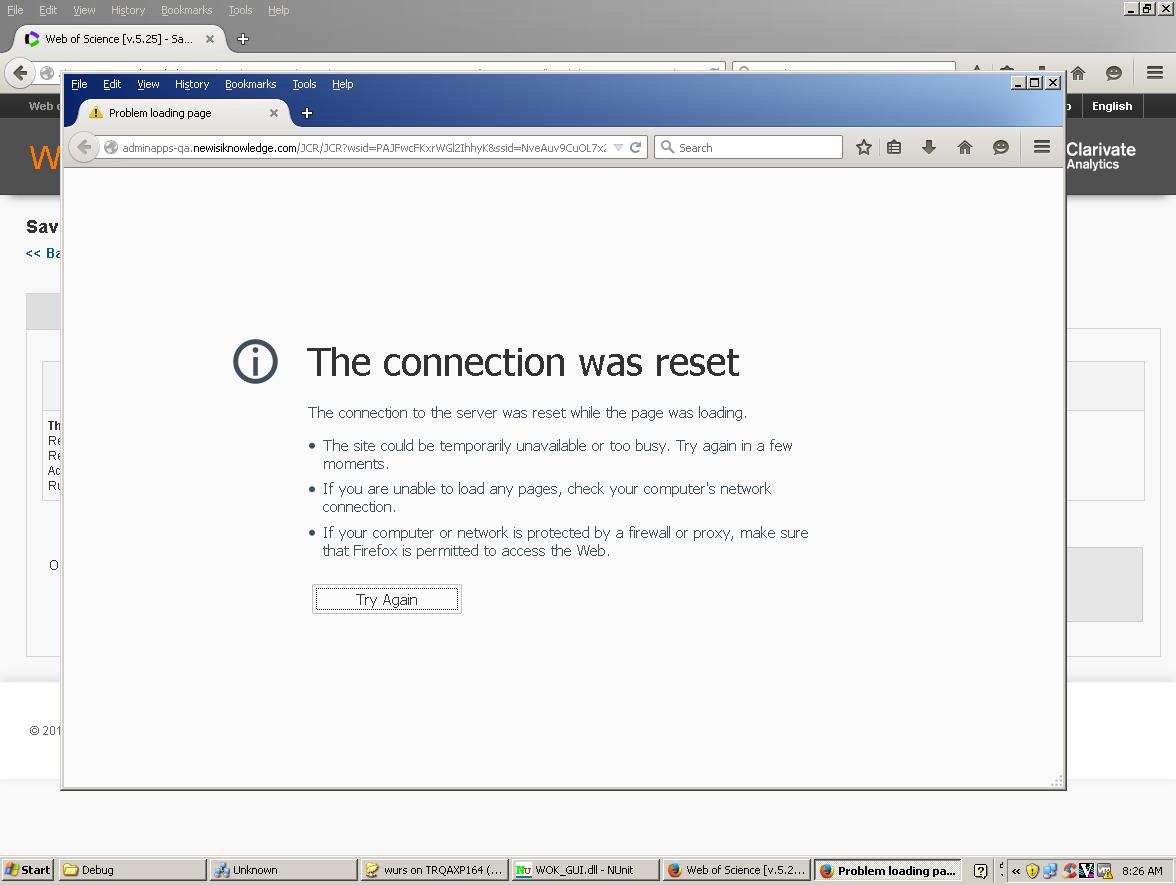 File Edit View History Bookmarks Tools Help
Web of Science [v.5.25] - Sa...
File Edit View History Bookmarks Tools Help
Problem loading page
adminapps-qa.newisiknowledge.com/JCR/JCR?wsid=PAJFwcFKxrWGl2IhhyK&ssid=NveAuv9CuOL7x2
Search
Web
English
W
Clarivate
Analytics
Sav
<< Ba
The connection was reset
The connection to the server was reset while the page was loading.
• The site could be temporarily unavailable or too busy. Try again in a few
moments.
• If you are unable to load any pages, check your computer's network
connection.
• If your computer or network is protected by a firewall or proxy, make sure
that Firefox is permitted to access the Web.
Try Again
Th
Re
Re
Ac
Ru
O
© 201
Start
Debug
Unknown
wurs on TRQAXP164 (...
Nu WOK_GUI.dll - NUnit
Web of Science [v.5.2...
Problem loading pa...
8:26 AM